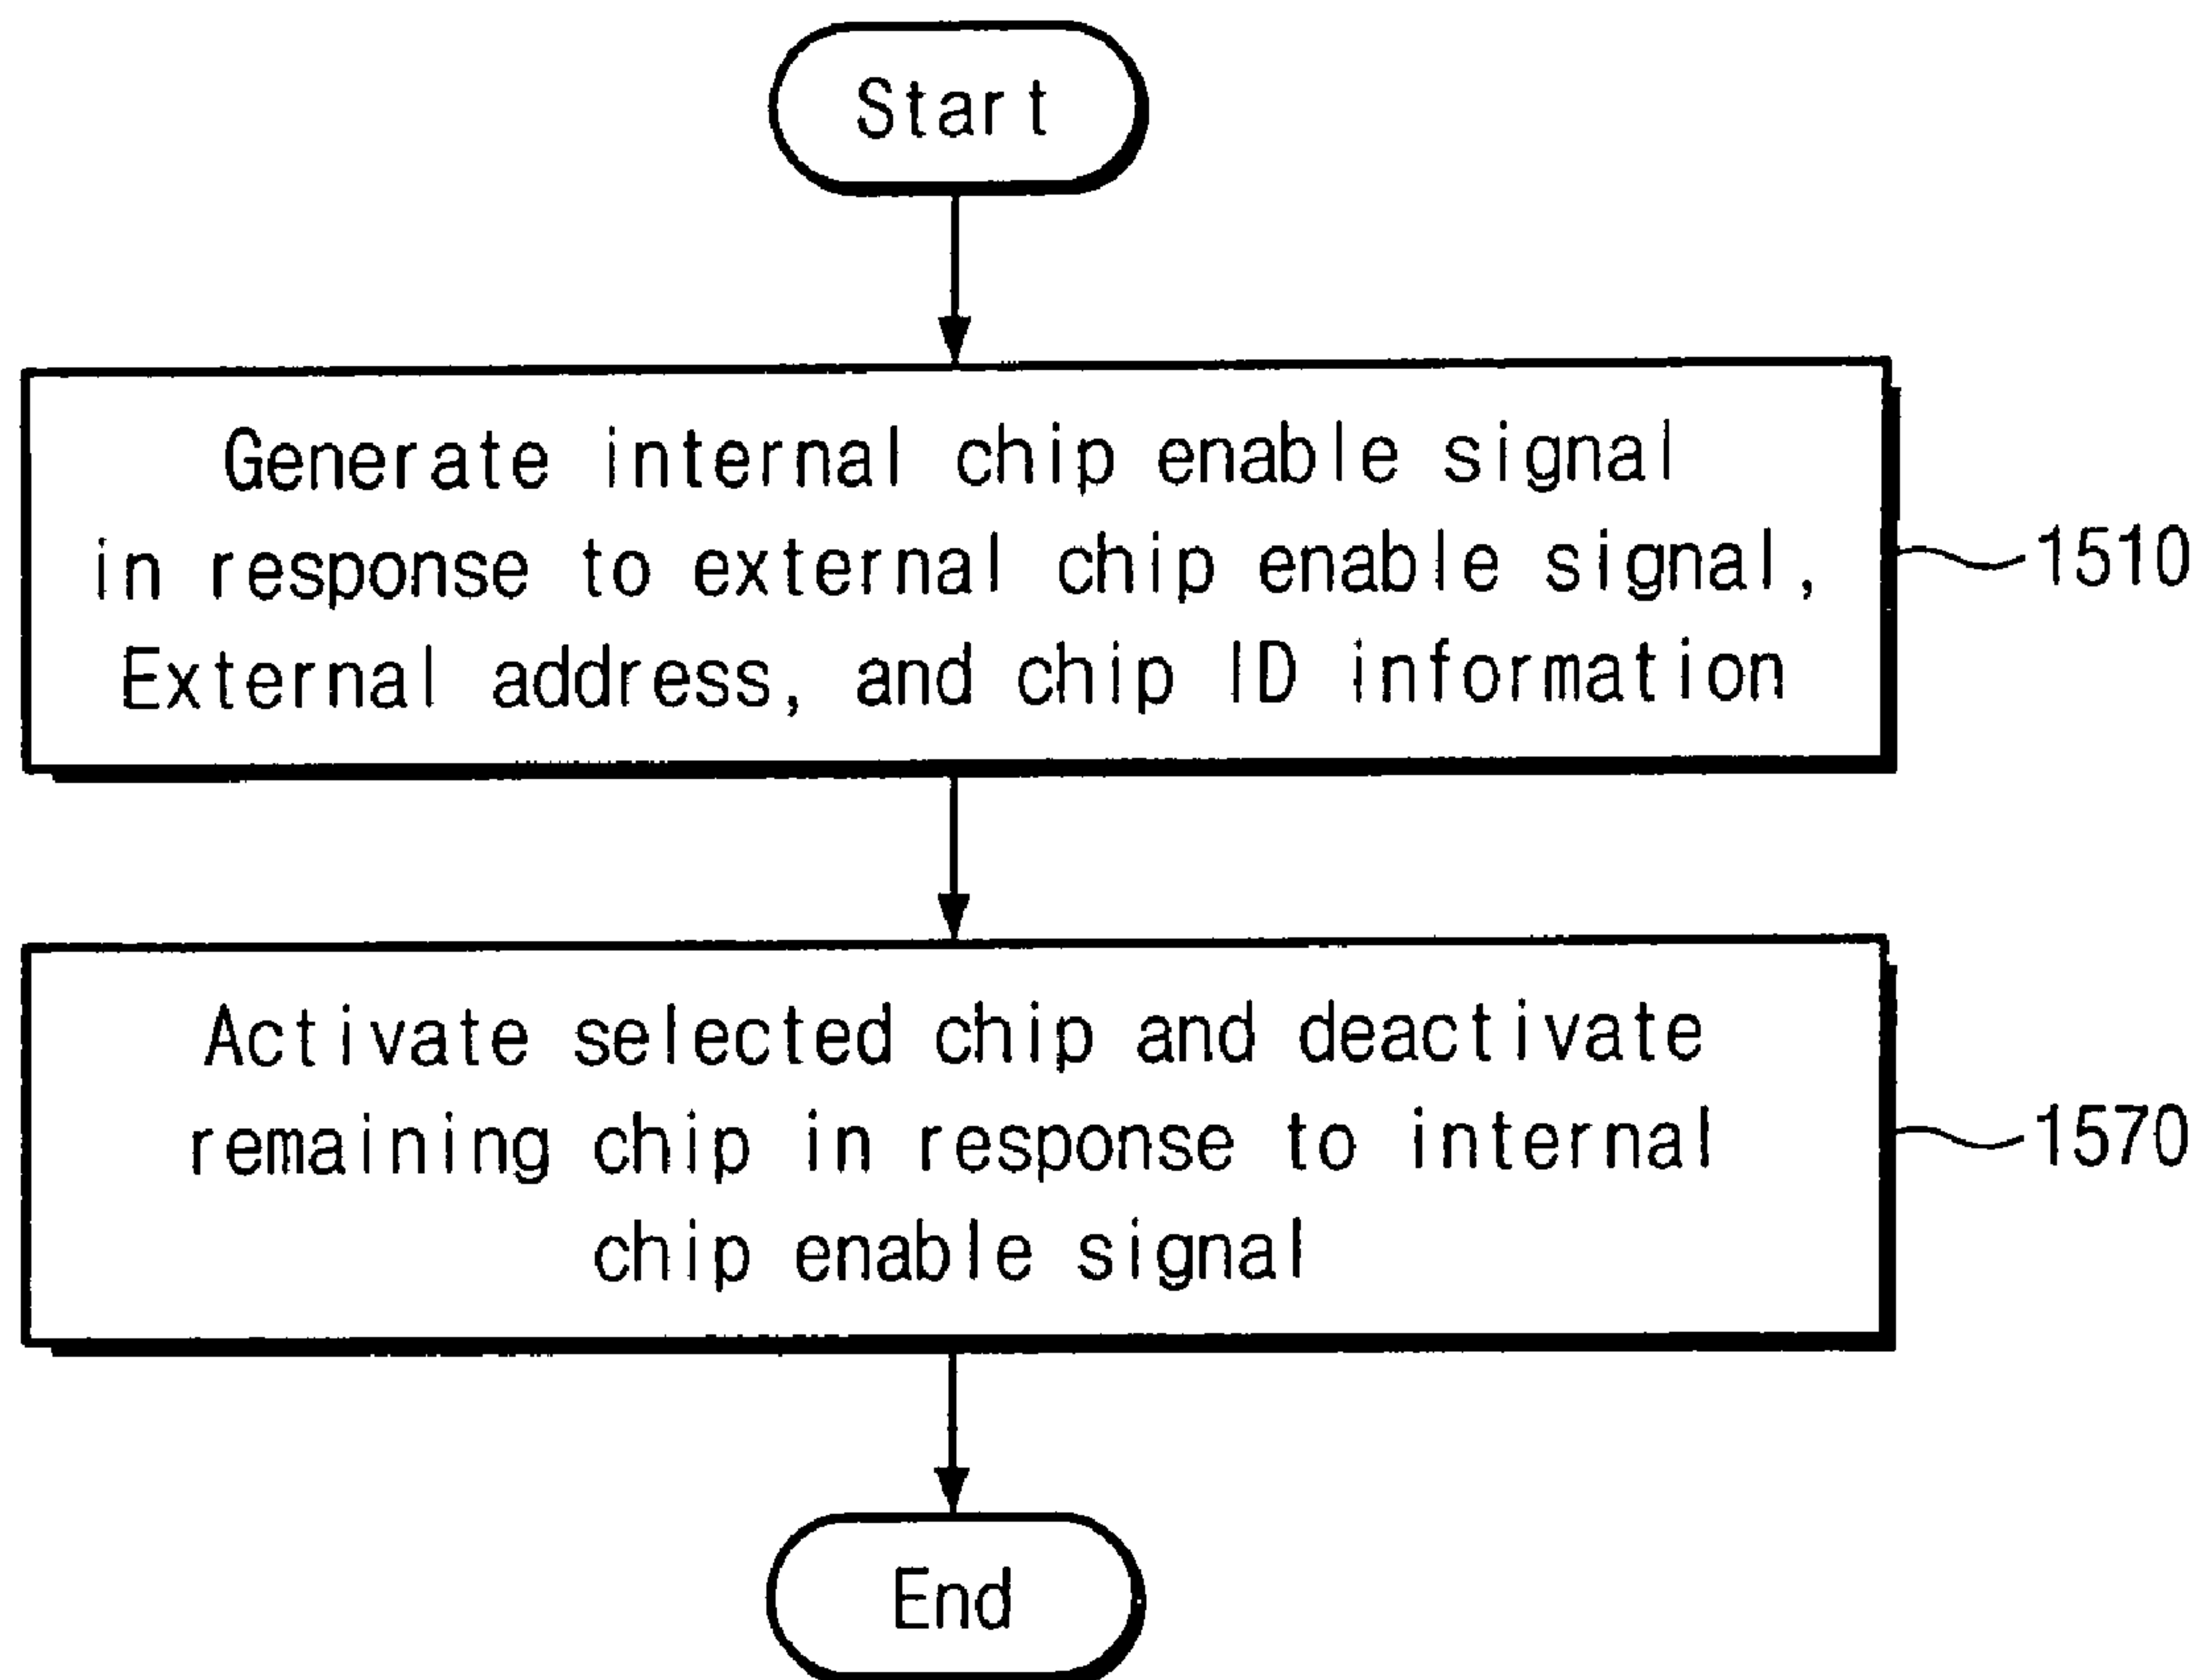 Start
Generate internal chip enable signal
in response to external chip enable signal,
External address, and chip ID information
1510
Activate selected chip and deactivate
remaining chip in response to internal
chip enable signal
1570
End